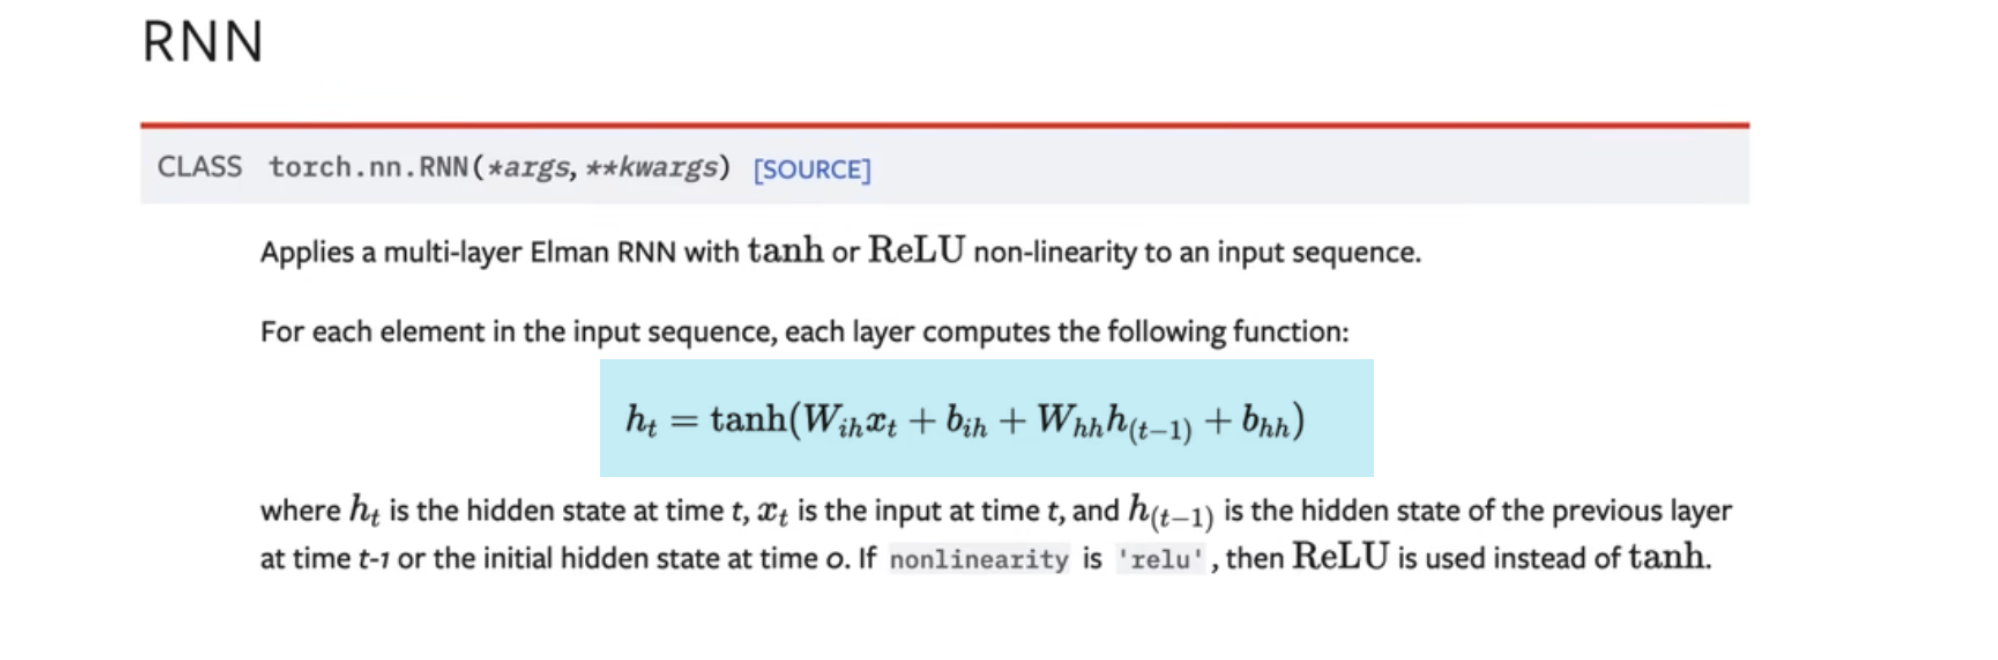 RNN
CLASS torch.nn.RNN(*args, **kwargs) [SOURCE]
Applies a multi-layer Elman RNN with tanh or ReLU non-linearity to an input sequence.
For each element in the input sequence, each layer computes the following function:
h_t = tanh(W_{ih}x_t + b_{ih} + W_{hh}h_{(t−1)} + b_{hh})
where h_t is the hidden state at time t, x_t is the input at time t, and h_{(t−1)} is the hidden state of the previous layer
at time t-1 or the initial hidden state at time 0. If nonlinearity is 'relu', then ReLU is used instead of tanh.